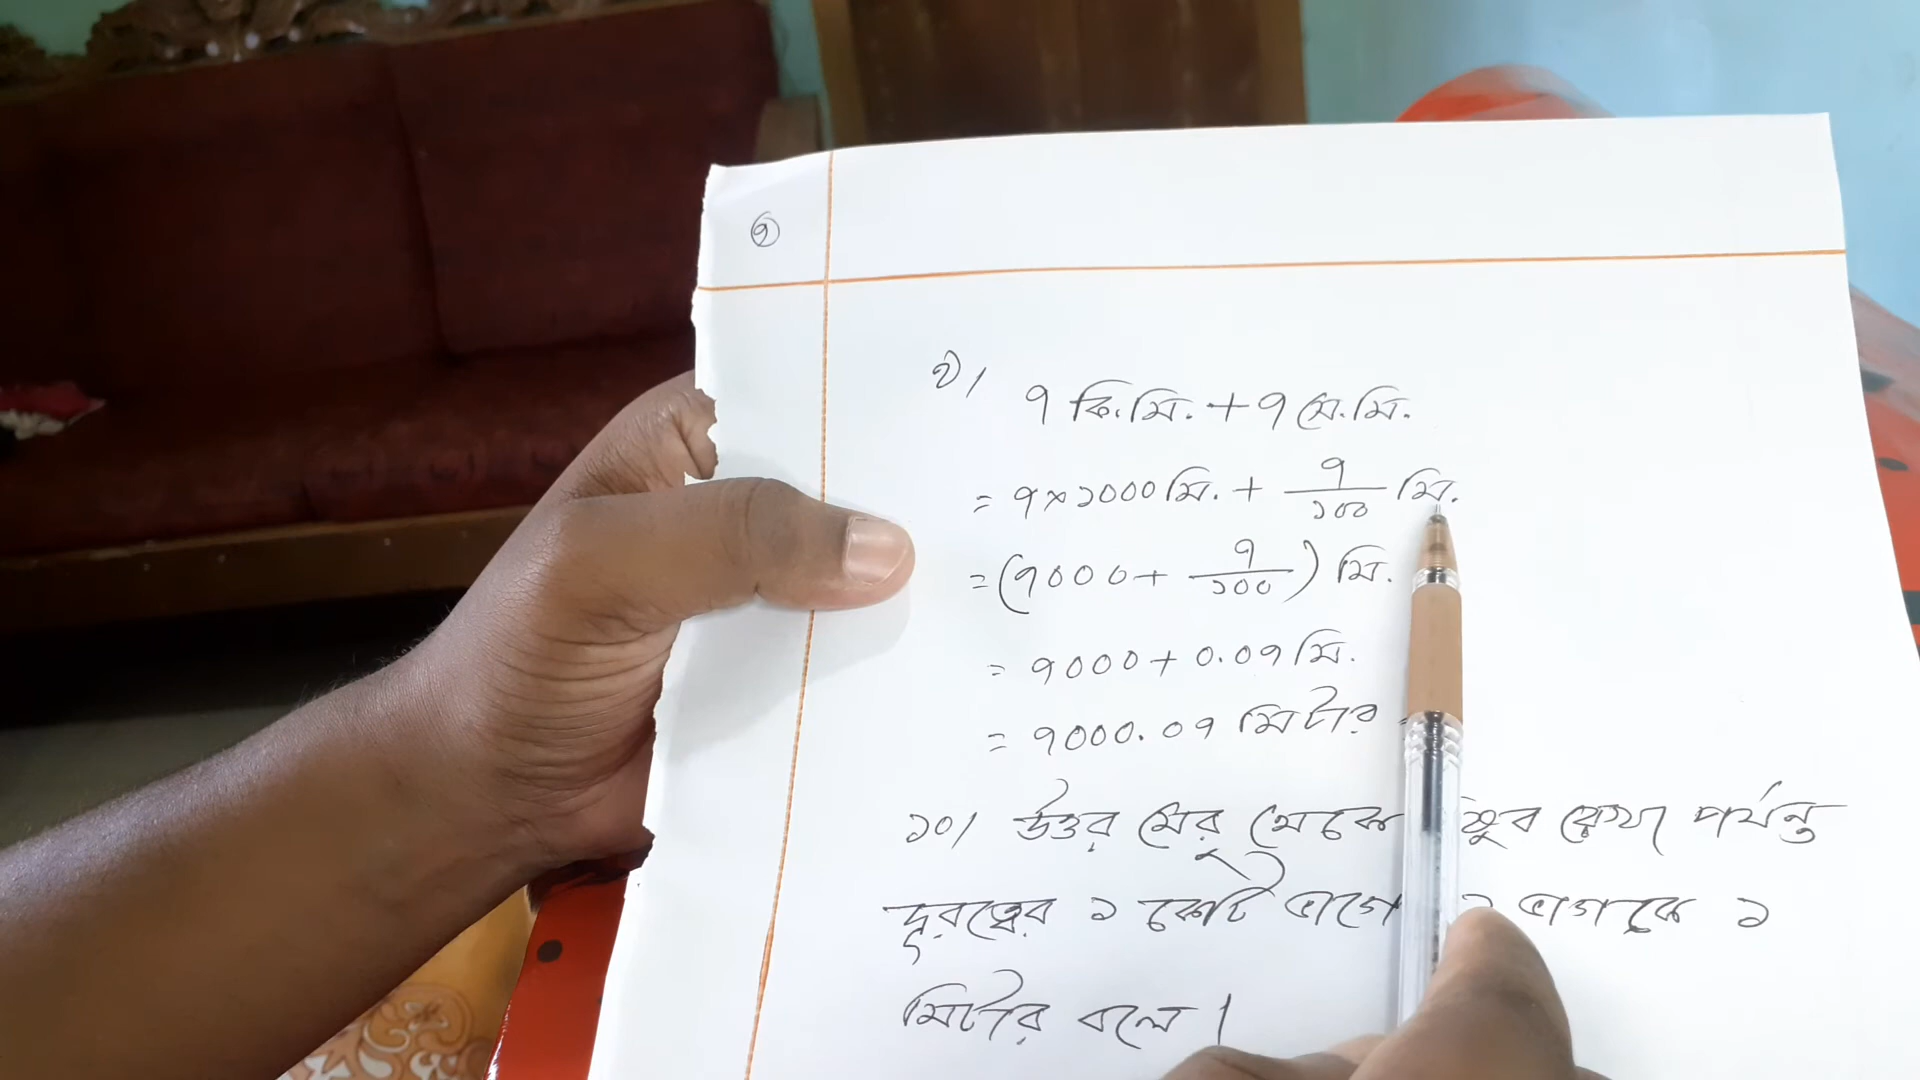 ৭
৯/ ৭ কি.মি. + ৭ সে.মি.
= ৭ × ১০০০ মি. + ৭/১০০ মি.
= (৭০০০ + ৭/১০০) মি.
= ৭০০০ + ০.০৭ মি.
= ৭০০০.০৭ মিটার
১০/ উত্তর মেরু থেকে রেখা পর্যন্ত
দূরত্বের ১ কোটি ভাগের ১ ভাগকে ১
মিটার বলে।